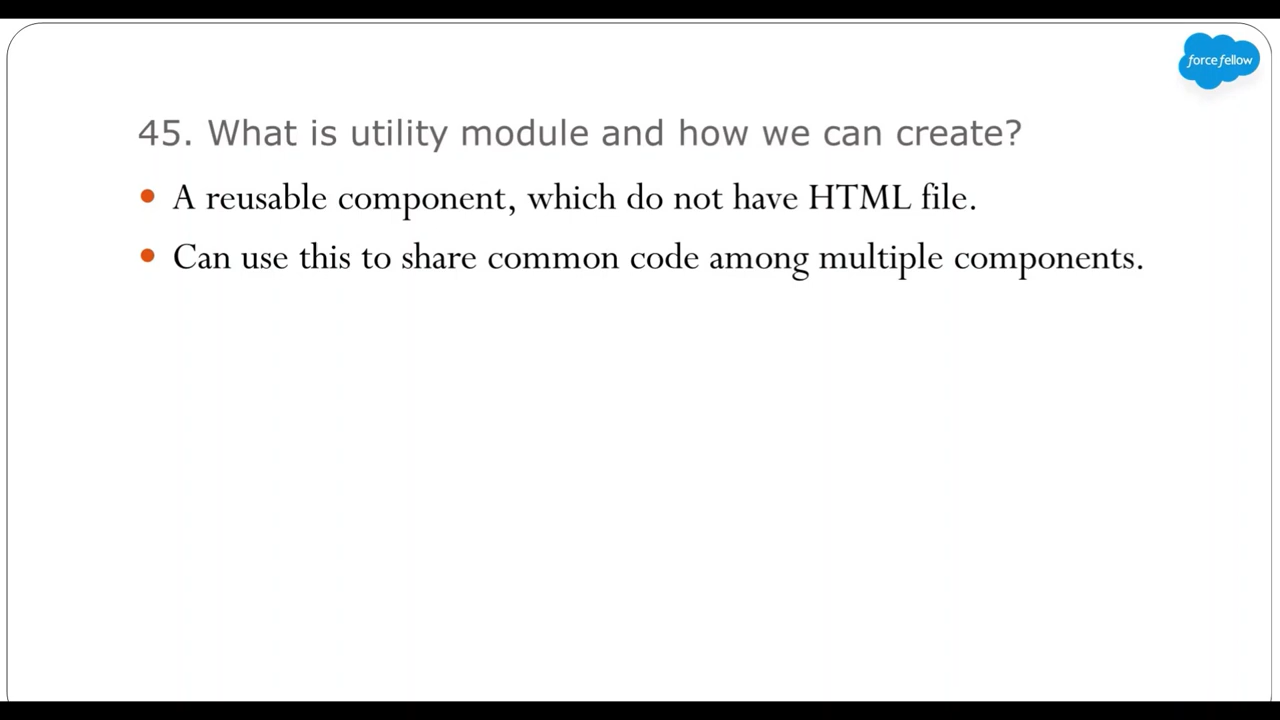 force fellow
45. What is utility module and how we can create?
A reusable component, which do not have HTML file.
Can use this to share common code among multiple components.